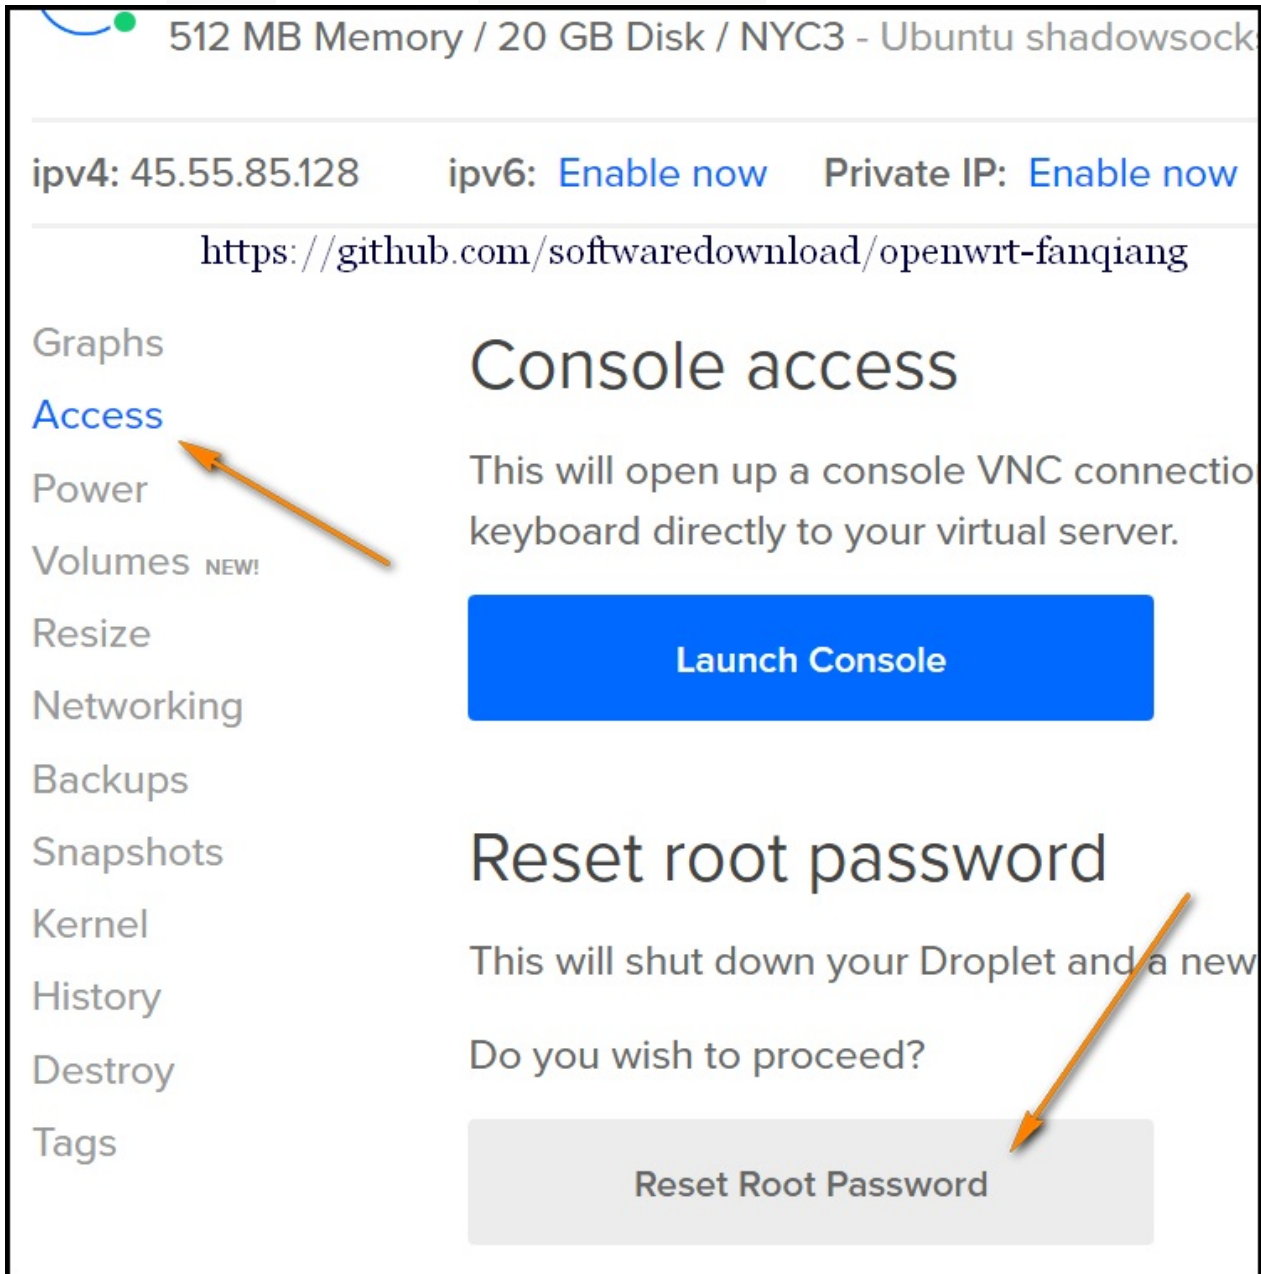 512 MB Memory / 20 GB Disk / NYC3 - Ubuntu shadowsocks
ipv4: 45.55.85.128 ipv6: Enable now Private IP: Enable now
https://github.com/softwaredownload/openwrt-fanqiang
Graphs
Access
Power
Volumes NEW!
Resize
Networking
Backups
Snapshots
Kernel
History
Destroy
Tags
Console access
This will open up a console VNC connection
keyboard directly to your virtual server.
Launch Console
Reset root password
This will shut down your Droplet and a new
Do you wish to proceed?
Reset Root Password